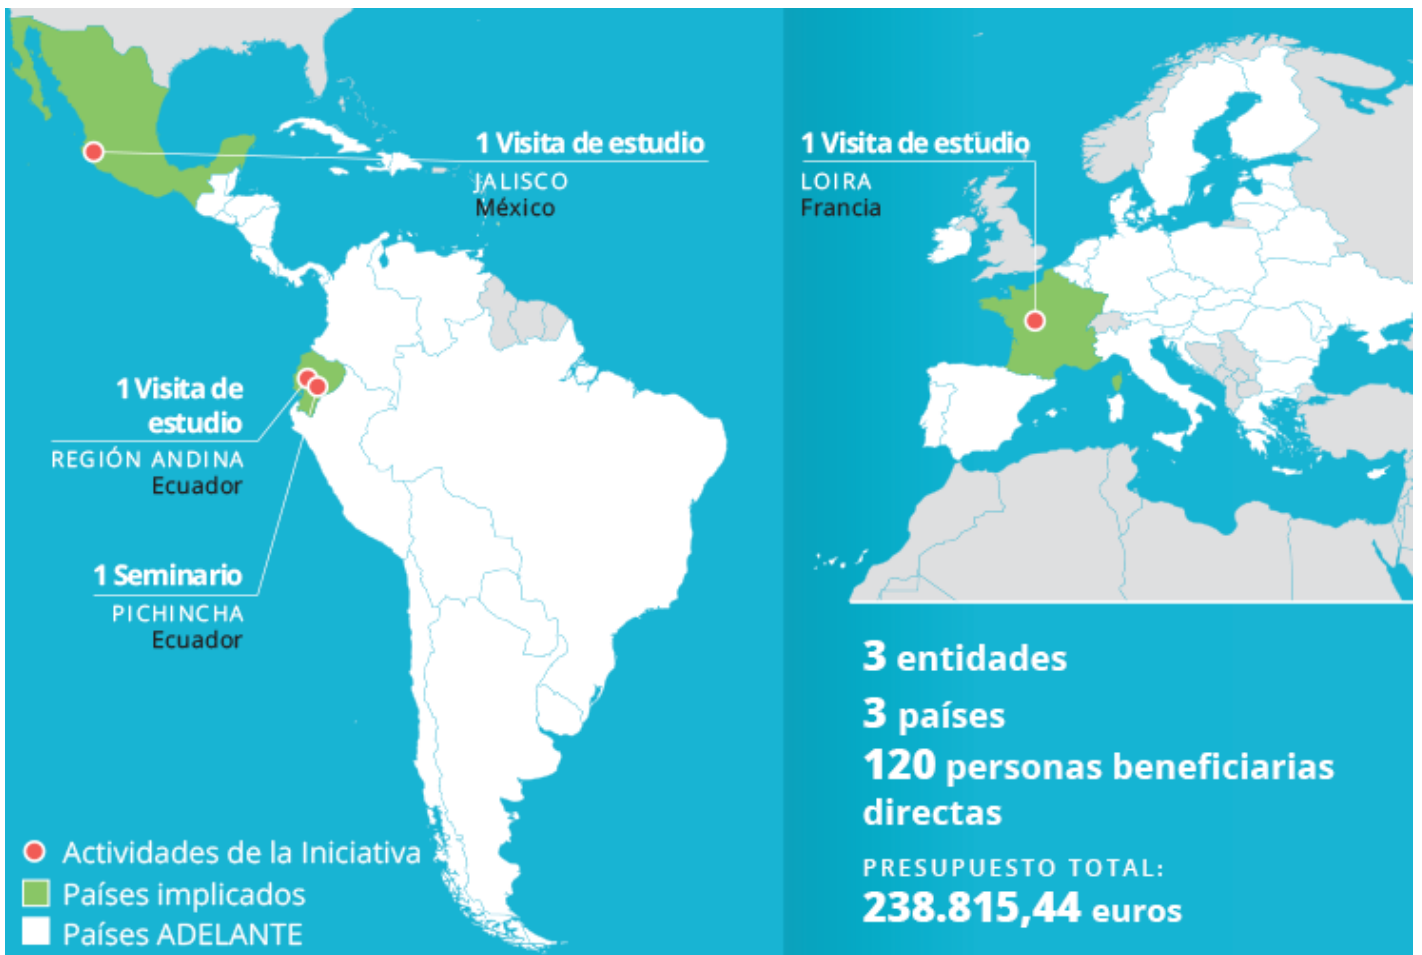 1 Visita de estudio
JALISCO
México
1 Visita de estudio
LOIRA
Francia
1 Visita de
estudio
REGIÓN ANDINA
Ecuador
1 Seminario
PICHINCHA
Ecuador
Actividades de la Iniciativa
Países implicados
Países ADELANTE
3 entidades
3 países
120 personas beneficiarias
directas
PRESUPUESTO TOTAL:
238.815,44 euros